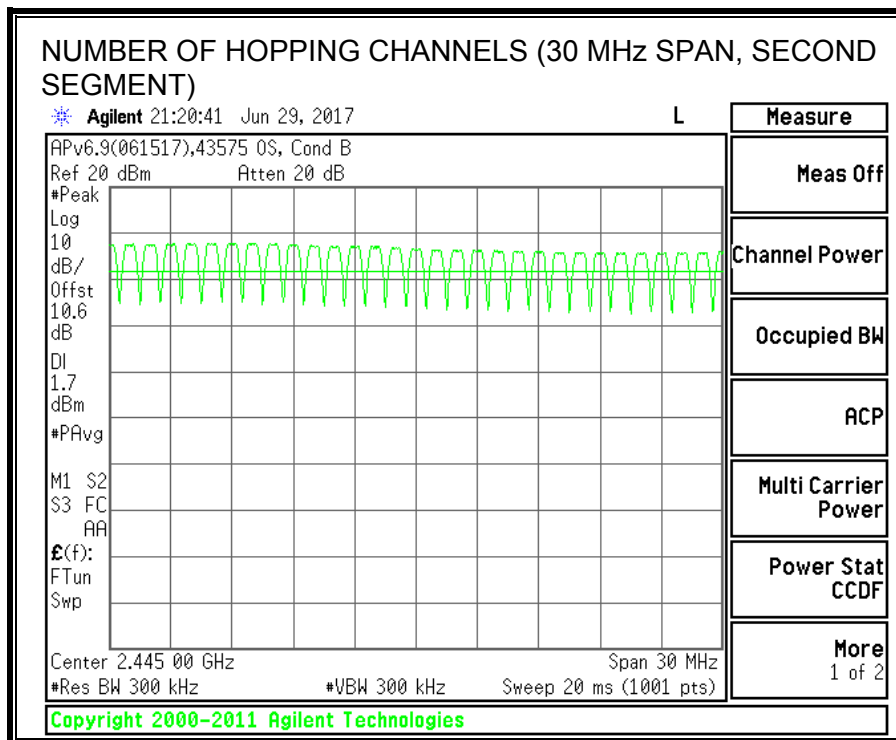 NUMBER OF HOPPING CHANNELS (30 MHz SPAN, SECOND
SEGMENT)
Agilent 21:20:41 Jun 29, 2017 L
Measure
APv6.9(061517),43575 OS, Cond B
Ref 20 dBm Atten 20 dB
#Peak
Log
10
dB/
Offst
10.6
dB
DI
1.7
dBm
#PAvg
M1 S2
S3 FC
AA
£(f):
FTun
Swp
Center 2.445 00 GHz Span 30 MHz
#Res BW 300 kHz #VBW 300 kHz Sweep 20 ms (1001 pts)
Meas Off
Channel Power
Occupied BW
ACP
Multi Carrier
Power
Power Stat
CCDF
More
1 of 2
Copyright 2000-2011 Agilent Technologies